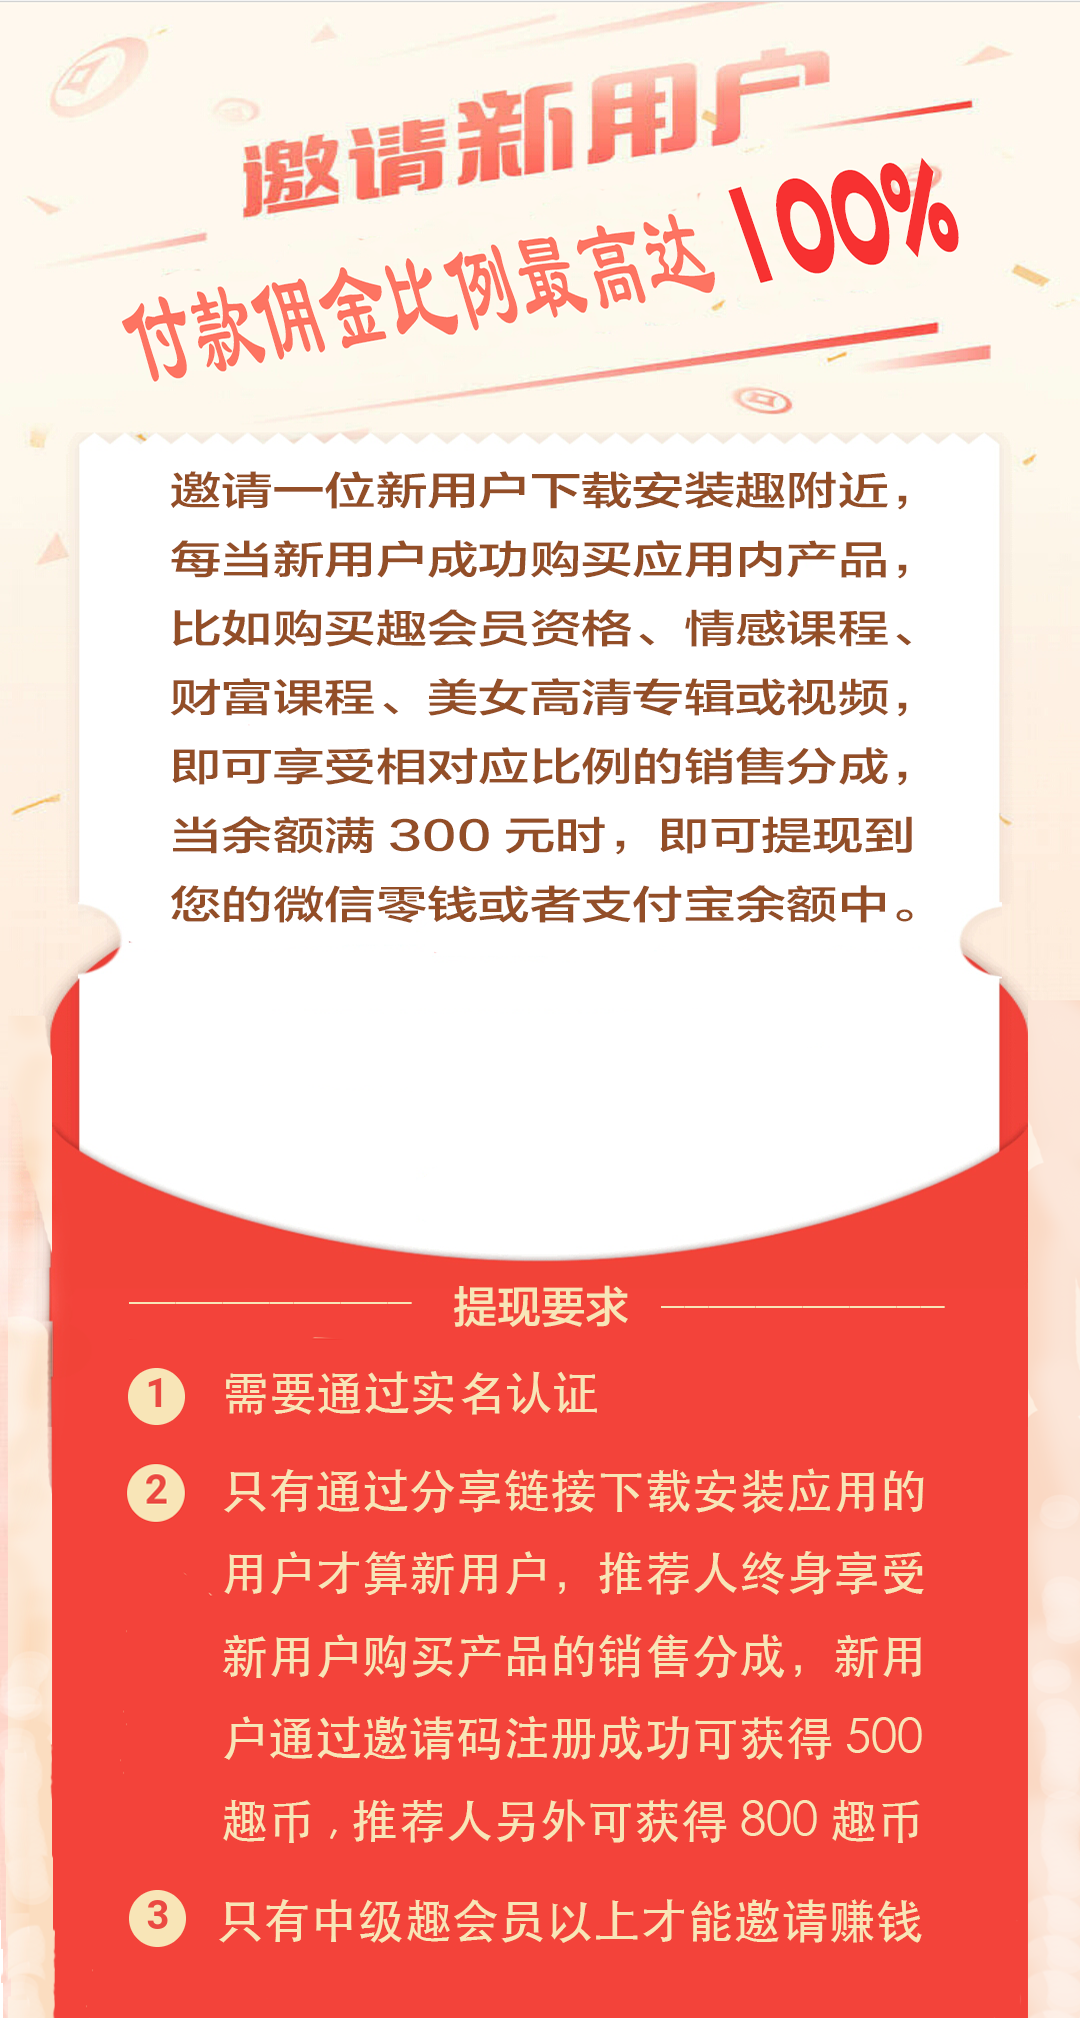 邀请新用户
付款佣金比例最高达 100%
邀请一位新用户下载安装趣附近，
每当新用户成功购买应用内产品，
比如购买趣会员资格、情感课程、
财富课程、美女高清专辑或视频，
即可享受相对应比例的销售分成，
当余额满 300 元时，即可提现到
您的微信零钱或者支付宝余额中。
提现要求
1 需要通过实名认证
2 只有通过分享链接下载安装应用的
用户才算新用户，推荐人终身享受
新用户购买产品的销售分成，新用
户通过邀请码注册成功可获得 500
趣币，推荐人另外可获得 800 趣币
3 只有中级趣会员以上才能邀请赚钱